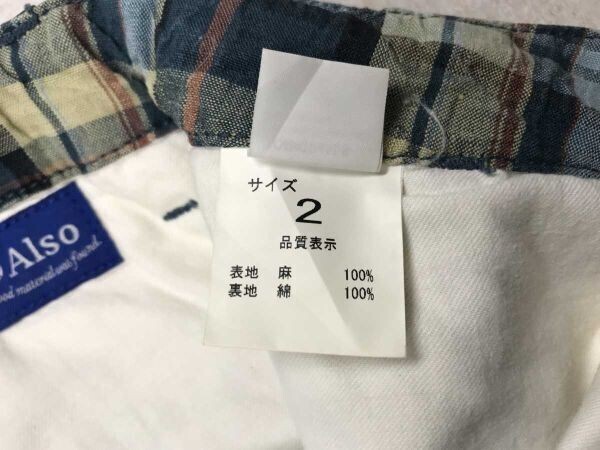 サイズ
2
品質表示
表地 麻 100%
裏地 綿 100%
Also
good material was found.